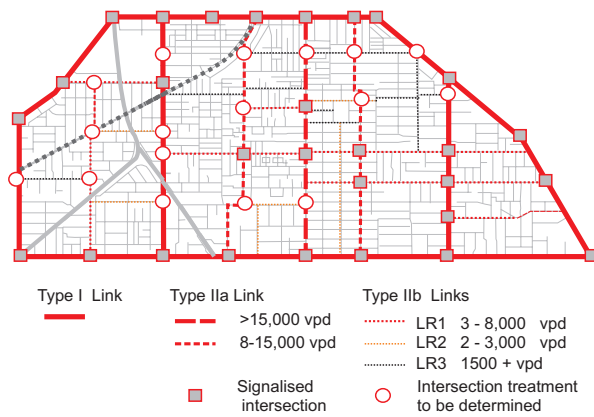 Type I Link
Type IIa Link
Type IIb Links
>15,000 vpd
8-15,000 vpd
LR1 3 - 8,000 vpd
LR2 2 - 3,000 vpd
LR3 1500 + vpd
Signalised
intersection
Intersection treatment
to be determined